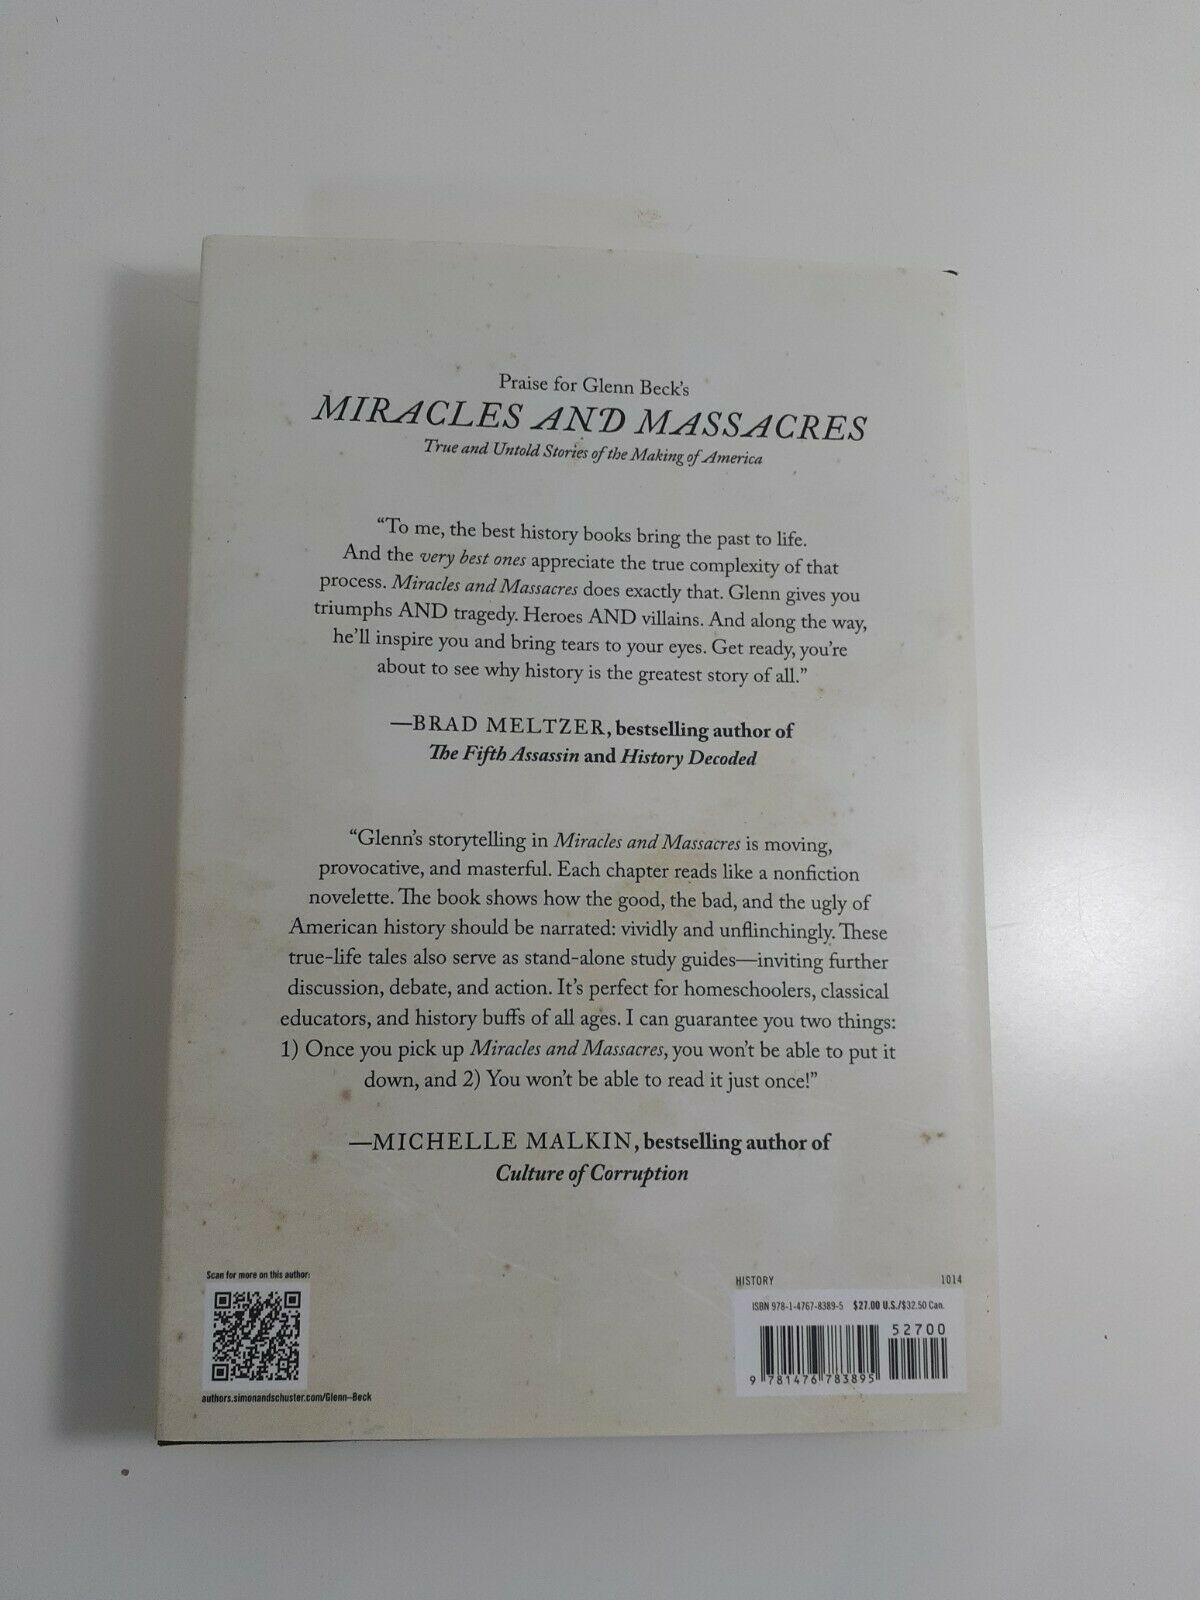 Praise for Glenn Beck's
MIRACLES AND MASSACRES
True and Untold Stories of the Making of America
“To me, the best history books bring the past to life.
And the very best ones appreciate the true complexity of that
process. Miracles and Massacres does exactly that. Glenn gives you
triumphs AND tragedy. Heroes AND villains. And along the way,
he'll inspire you and bring tears to your eyes. Get ready, you're
about to see why history is the greatest story of all.”
—BRAD MELTZER, bestselling author of
The Fifth Assassin and History Decoded
“Glenn's storytelling in Miracles and Massacres is moving,
provocative, and masterful. Each chapter reads like a nonfiction
novelette. The book shows how the good, the bad, and the ugly of
American history should be narrated: vividly and unflinchingly. These
true-life tales also serve as stand-alone study guides—inviting further
discussion, debate, and action. It's perfect for homeschoolers, classical
educators, and history buffs of all ages. I can guarantee you two things:
1) Once you pick up Miracles and Massacres, you won't be able to put it
down, and 2) You won't be able to read it just once!”
—MICHELLE MALKIN, bestselling author of
Culture of Corruption
Scan for more on this author:
authors.simonandschuster.com/Glenn-Beck
HISTORY 1014
ISBN 978-1-4767-8389-5 $27.00 U.S./$32.50 Can.
52700
9 781476 783895